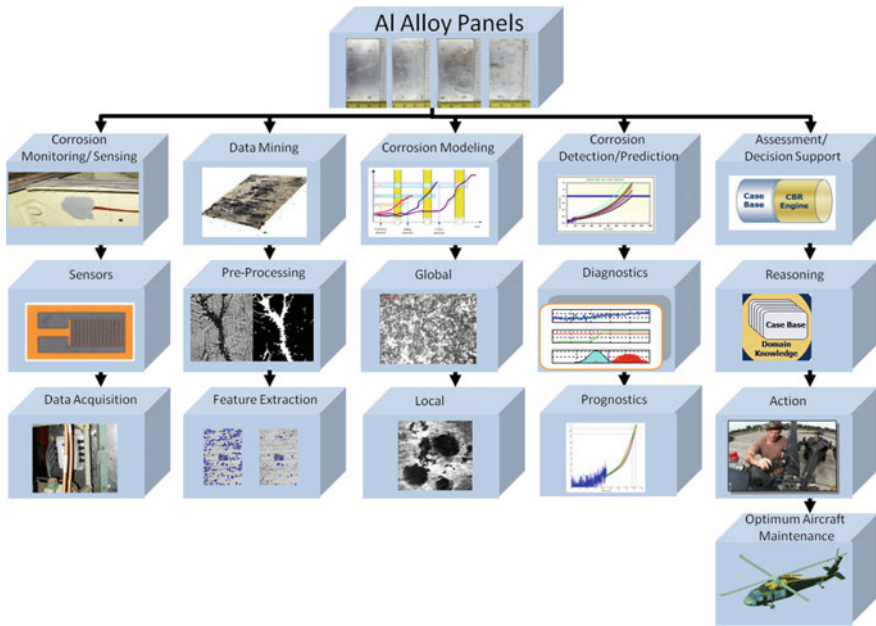 Al Alloy Panels
Corrosion
Monitoring/ Sensing
Data Mining
Corrosion Modeling
Corrosion
Detection/Prediction
Assessment/
Decision Support
Case
Base
CBR
Engine
Sensors
Pre-Processing
Global
Diagnostics
Reasoning
Case Base
Domain
Knowledge
Data Acquisition
Feature Extraction
Local
Prognostics
Action
Optimum Aircraft
Maintenance